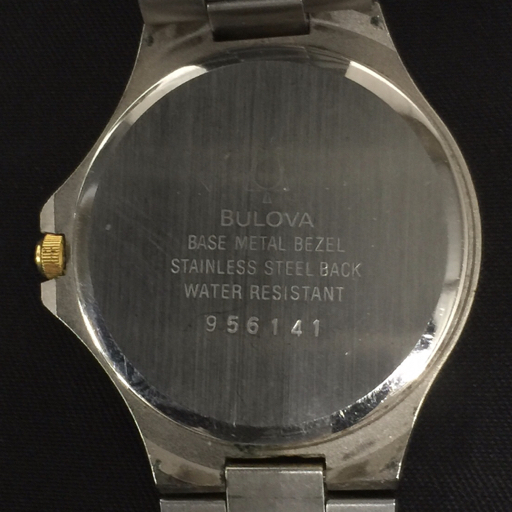 BULOVA
BASE METAL BEZEL
STAINLESS STEEL BACK
WATER RESISTANT
956141